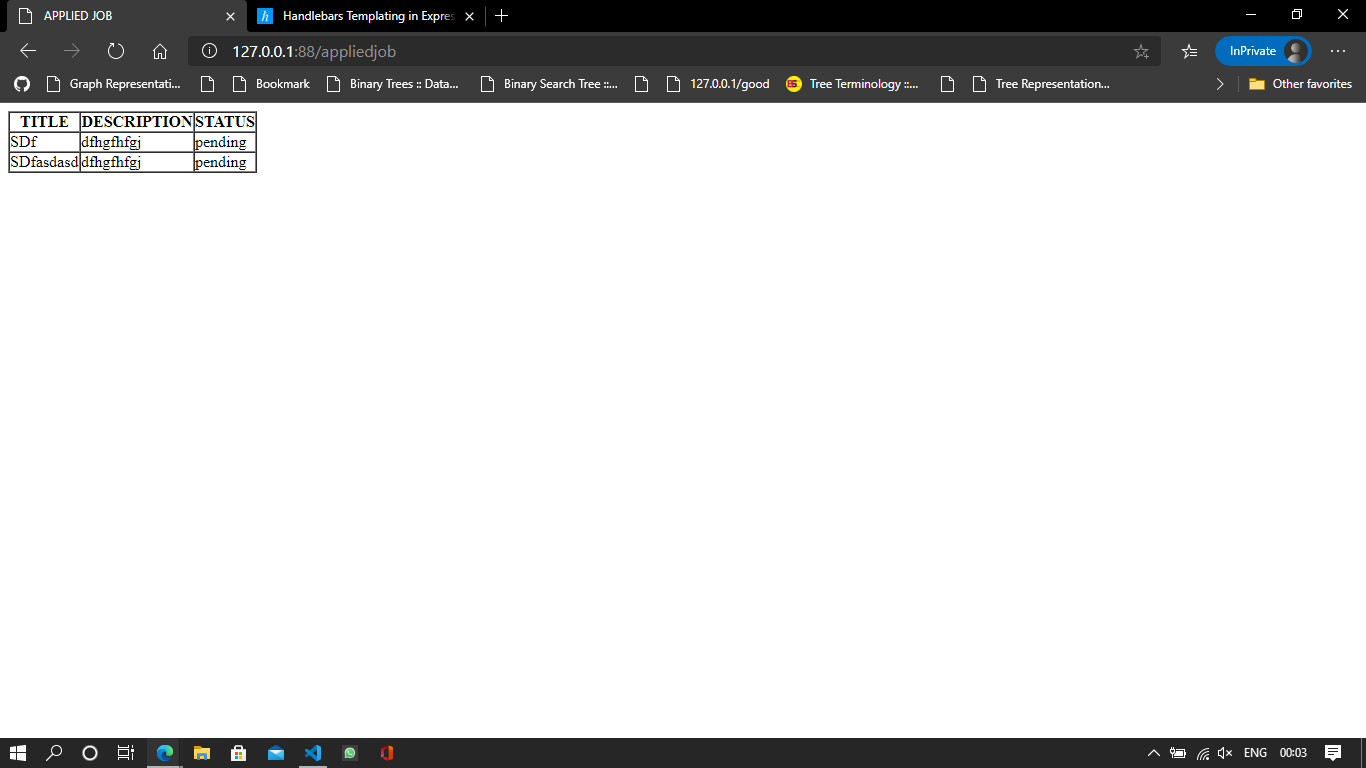 APPLIED JOB
Handlebars Templating in Expres
127.0.0.1:88/appliedjob
InPrivate
Graph Representati...
Bookmark
Binary Trees :: Data...
Binary Search Tree ::...
127.0.0.1/good
Tree Terminology ::...
Tree Representation...
Other favorites
TITLE DESCRIPTION STATUS
SDf dfhgfhfgj pending
SDfasdasd dfhgfhfgj pending
ENG 00:03